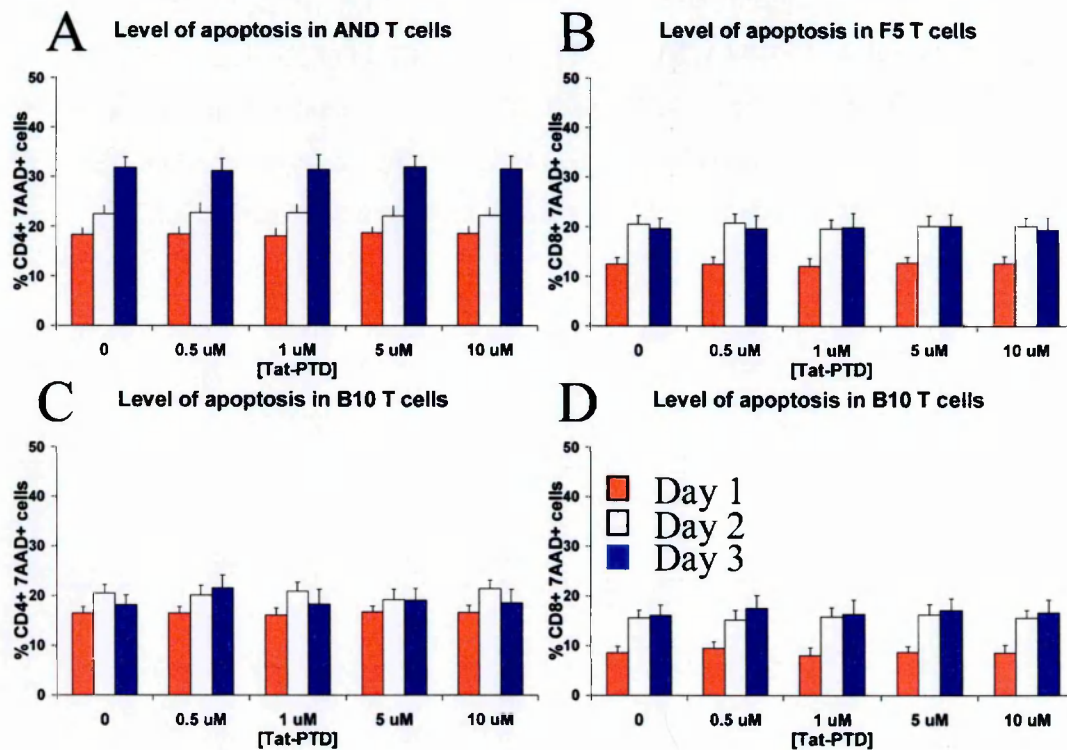 A
Level of apoptosis in AND T cells
% CD4+ 7AAD+ cells
50
40
30
20
10
0
0 0.5 uM 1 uM 5 uM 10 uM
[Tat-PTD]
B
Level of apoptosis in F5 T cells
% CD8+ 7AAD+ cells
50
40
30
20
10
0
0 0.5 uM 1 uM 5 uM 10 uM
[Tat-PTD]
C
Level of apoptosis in B10 T cells
% CD4+ 7AAD+ cells
50
40
30
20
10
0
0 0.5 uM 1 uM 5 uM 10 uM
[Tat-PTD]
D
Level of apoptosis in B10 T cells
% CD8+ 7AAD+ cells
50
40
30
20
10
0
Day 1
Day 2
Day 3
0 0.5 uM 1 uM 5 uM 10 uM
[Tat-PTD]